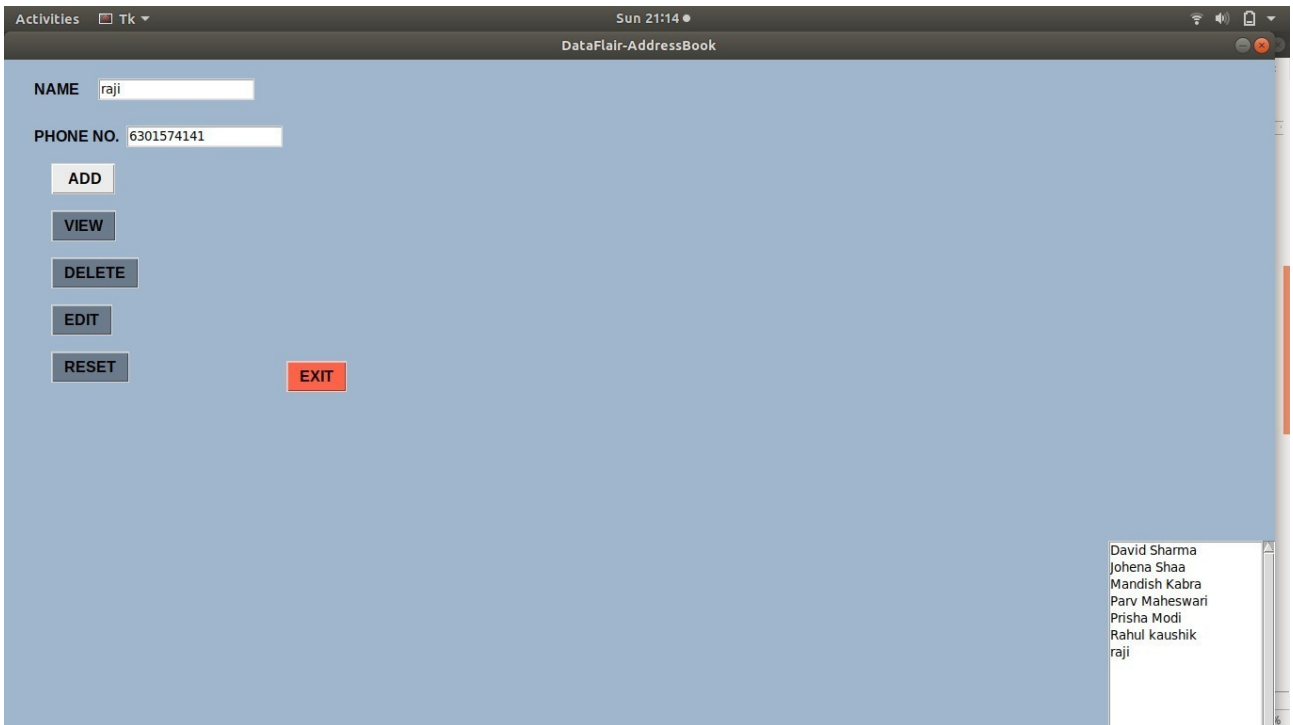 Activities Tk Sun 21:14
DataFlair-AddressBook
NAME raji
PHONE NO. 6301574141
ADD
VIEW
DELETE
EDIT
RESET
EXIT
David Sharma
Johena Shaa
Mandish Kabra
Parv Maheswari
Prisha Modi
Rahul kaushik
raji
%